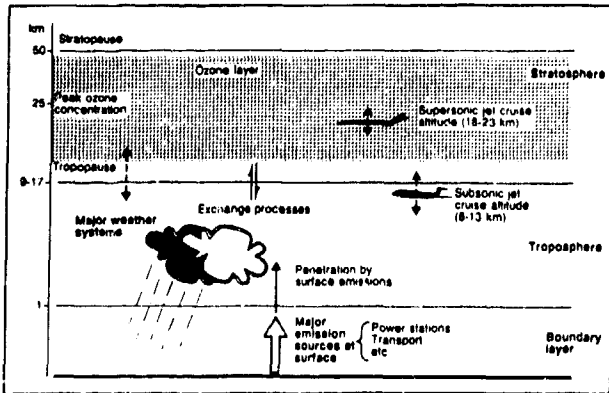 km
Stratopause
50
Ozone layer
Stratosphere
25
Peak ozone
concentration
Supersonic jet cruise
altitude (18-23 km)
Tropopause
9-17
Exchange processes
Subsonic jet
cruise altitude
(8-13 km)
Major weather
systems
Troposphere
Penetration by
surface emissions
1
Major
emission
sources at
surface
Power stations
Transport
etc
Boundary
layer